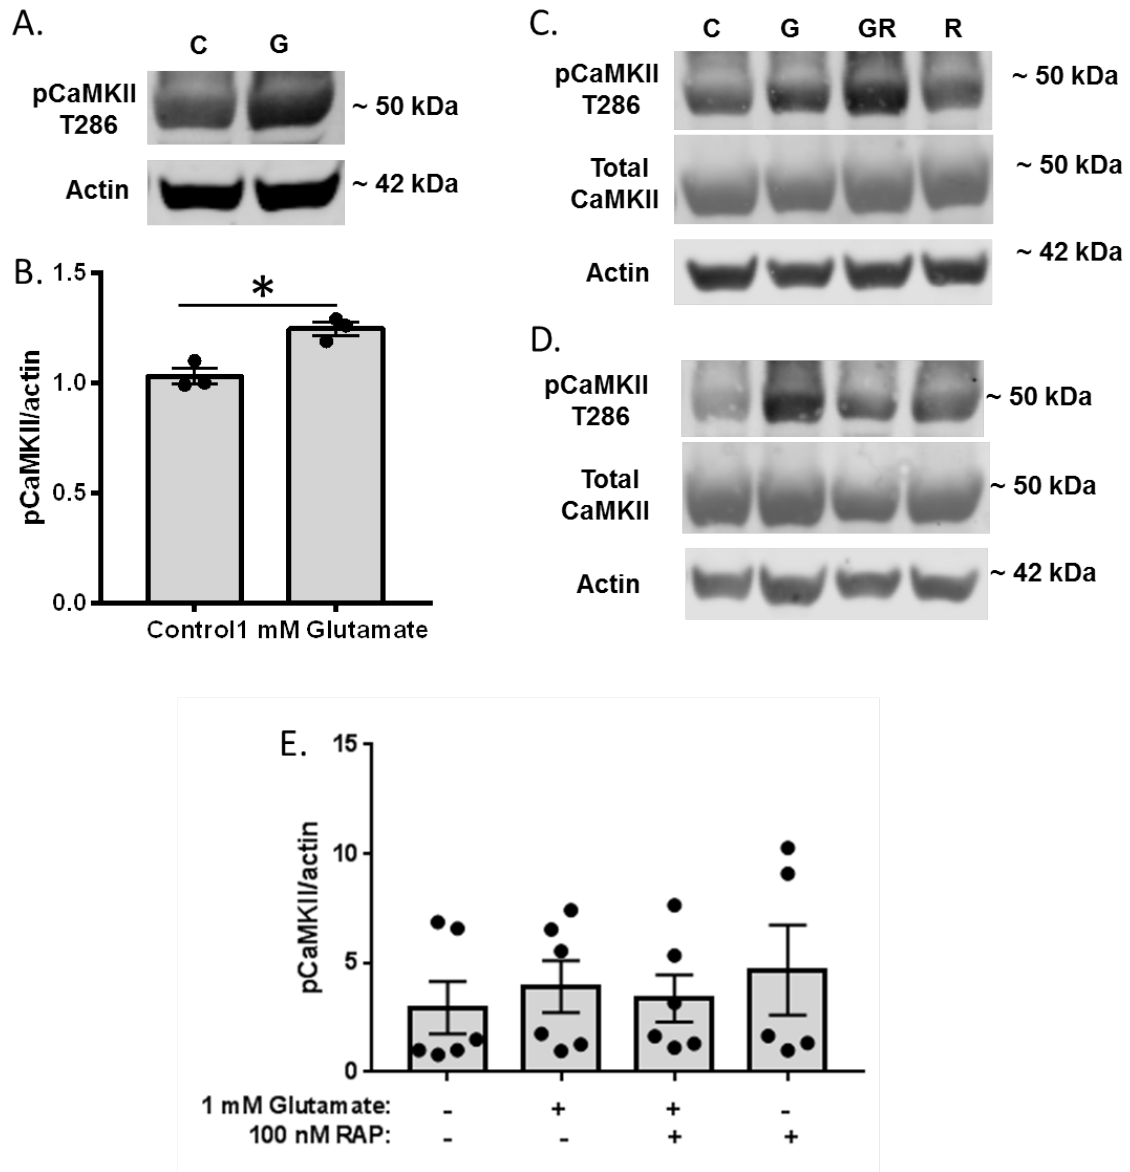 A.
C G
pCaMKII
T286
~ 50 kDa
Actin
~ 42 kDa
B.
1.5
1.0
0.5
0.0
pCaMKII/actin
*
Control1 mM Glutamate
C.
C G GR R
pCaMKII
T286
~ 50 kDa
Total
CaMKII
~ 50 kDa
Actin
~ 42 kDa
D.
pCaMKII
T286
~ 50 kDa
Total
CaMKII
~ 50 kDa
Actin
~ 42 kDa
E.
15
10
5
0
pCaMKII/actin
1 mM Glutamate: - + + -
100 nM RAP: - - + +